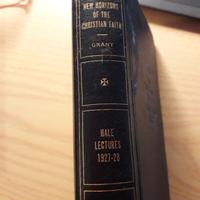 NEW HORIZONS
OF THE
CHRISTIAN FAITH
GRANT
HALE
LECTURES
1927-28